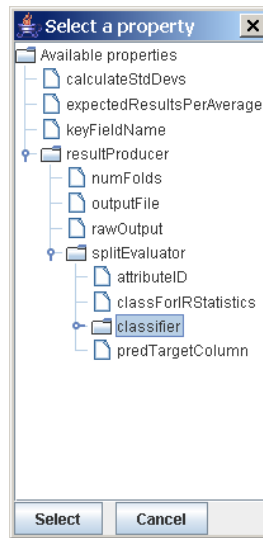 Select a property
Available properties
calculateStdDevs
expectedResultsPerAverage
keyFieldName
resultProducer
numFolds
outputFile
rawOutput
splitEvaluator
attributeID
classForIRStatistics
classifier
predTargetColumn
Select Cancel